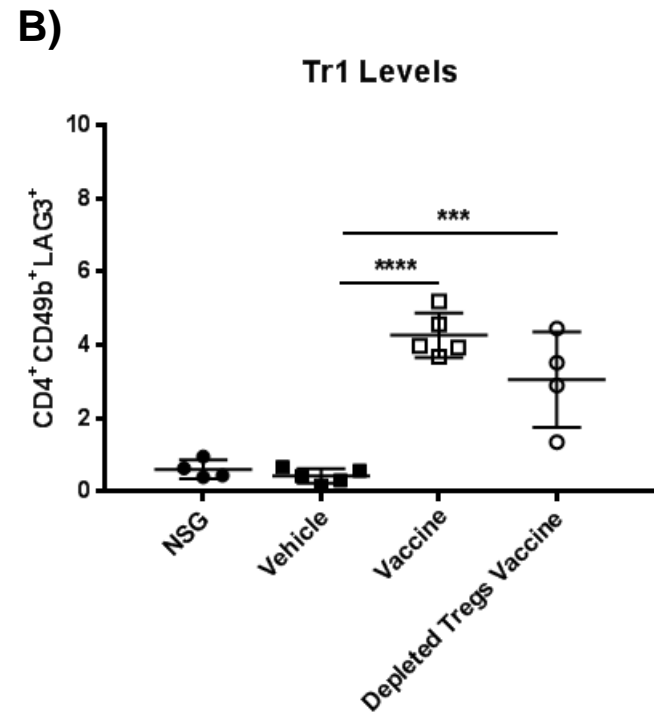 B)
Tr1 Levels
10
8
6
4
2
0
CD4⁺ CD49b⁺ LAG3⁺
***
****
NSG
Vehicle
Vaccine
Depleted Tregs Vaccine